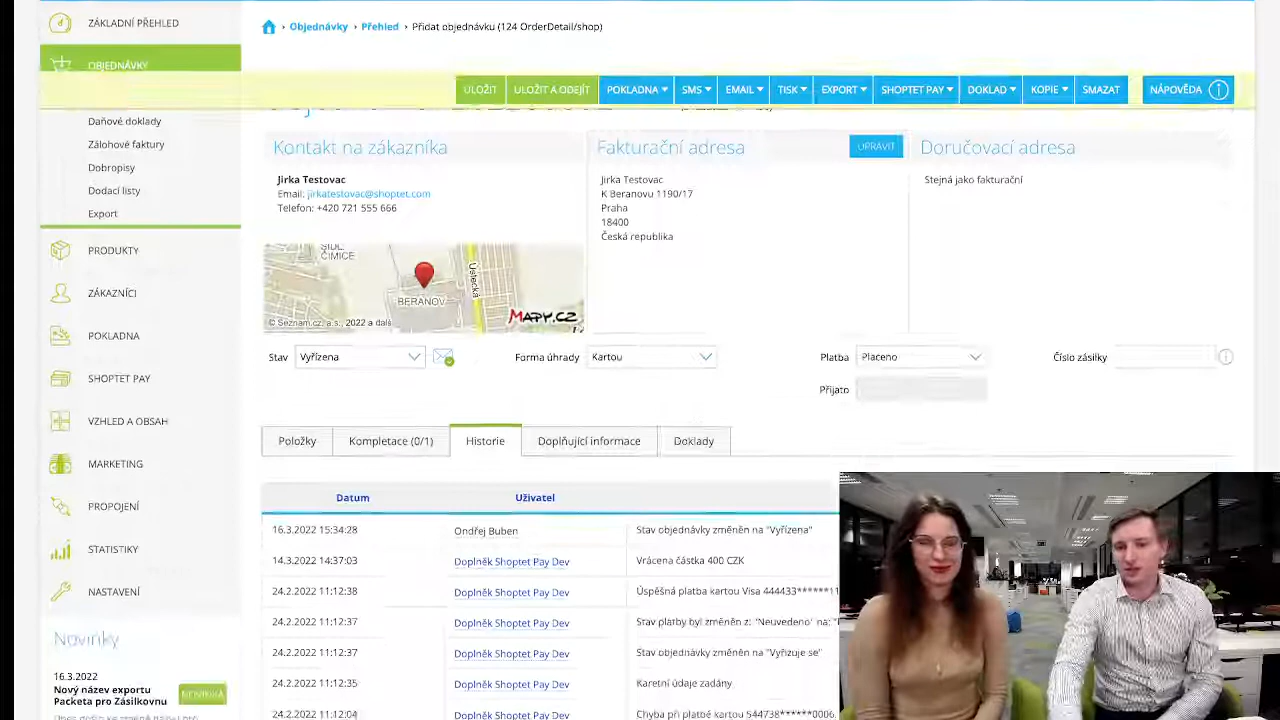 ZÁKLADNÍ PŘEHLED
Objednávky › Přehled › Přidat objednávku (124 OrderDetail/shop)
OBJEDNÁVKY
ULOŽIT
ULOŽIT A ODEJÍT
POKLADNA
SMS
EMAIL
TISK
EXPORT
SHOPTET PAY
DOKLAD
KOPIE
SMAZAT
NÁPOVĚDA
Daňové doklady
Zálohové faktury
Dobropisy
Dodací listy
Export
PRODUKTY
ZÁKAZNÍCI
POKLADNA
SHOPTET PAY
VZHLED A OBSAH
MARKETING
PROPOJENÍ
STATISTIKY
NASTAVENÍ
Novinky
16.3.2022
Nový název exportu
Packeta pro Zásilkovnu
NOVINKA
Kontakt na zákazníka
Jirka Testovac
Email: jirkatestovac@shoptet.com
Telefon: +420 721 555 666
SÍDL.
ČIMICE
BERANOV
Ústecká
© Seznam.cz, a.s., 2022 a další
MAPY.CZ
Fakturační adresa
UPRAVIT
Jirka Testovac
K Beranovu 1190/17
Praha
18400
Česká republika
Doručovací adresa
Stejná jako fakturační
Stav
Vyřízena
Forma úhrady
Kartou
Platba
Placeno
Číslo zásilky
Přijato
Položky
Kompletace (0/1)
Historie
Doplňující informace
Doklady
Datum
Uživatel
16.3.2022 15:34:28
Ondřej Buben
Stav objednávky změněn na "Vyřízena"
14.3.2022 14:37:03
Doplněk Shoptet Pay Dev
Vrácena částka 400 CZK
24.2.2022 11:12:38
Doplněk Shoptet Pay Dev
Úspěšná platba kartou Visa 444433******11
24.2.2022 11:12:37
Doplněk Shoptet Pay Dev
Stav platby byl změněn z: "Neuvedeno" na: "
24.2.2022 11:12:37
Doplněk Shoptet Pay Dev
Stav objednávky změněn na "Vyřizuje se"
24.2.2022 11:12:35
Doplněk Shoptet Pay Dev
Karetní údaje zadány
24.2.2022 11:12:04
Doplněk Shoptet Pay Dev
Chyba při platbě kartou 544738******0006